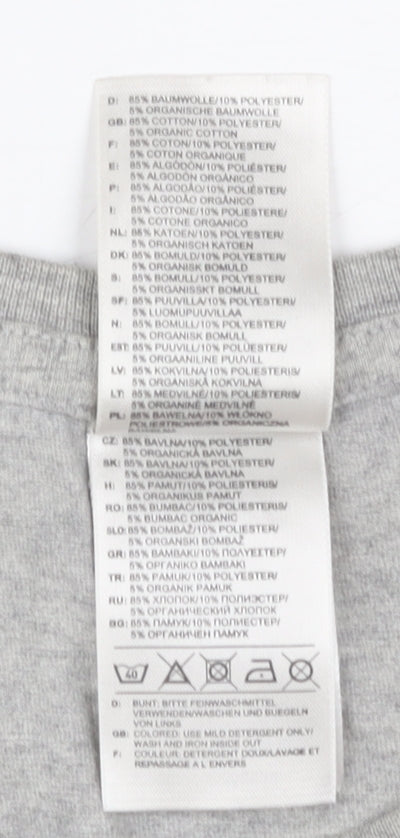 D: 85% BAUMWOLLE/10% POLYESTER/
5% ORGANISCHE BAUMWOLLE
GB: 85% COTTON/10% POLYESTER/
5% ORGANIC COTTON
F: 85% COTON/10% POLYESTER/
5% COTON ORGANIQUE
E: 85% ALGODÓN/10% POLIÉSTER/
5% ALGODÓN ORGÁNICO
P: 85% ALGODÃO/10% POLIÉSTER/
5% ALGODÃO ORGÂNICO
I: 85% COTONE/10% POLIESTERE/
5% COTONE ORGANICO
NL: 85% KATOEN/10% POLYESTER/
5% ORGANISCH KATOEN
DK: 85% BOMULD/10% POLYESTER/
5% ORGANISK BOMULD
S: 85% BOMULL/10% POLYESTER/
5% ORGANISSKT BOMULL
SF: 85% PUUVILLA/10% POLYESTERI/
5% LUOMUPUUVILLAA
N: 85% BOMULL/10% POLYESTER/
5% ORGANISK BOMULL
EST: 85% PUUVILL/10% POLÜESTER/
5% ORGAANILINE PUUVILL
LV: 85% KOKVILNA/10% POLIESTERIS/
5% ORGANISKĀ KOKVILNA
LT: 85% MEDVILNĖ/10% POLIESTERIS/
5% ORGANINĖ MEDVILNĖ
PL: 85% BAWEŁNA/10% WŁÓKNO
POLIESTROWE/5% ORGANICZNA
BAWEŁNA
CZ: 85% BAVLNA/10% POLYESTER/
5% ORGANICKÁ BAVLNA
SK: 85% BAVLNA/10% POLYESTER/
5% ORGANICKÁ BAVLNA
H: 85% PAMUT/10% POLIESTERIS/
5% ORGANIKUS PAMUT
RO: 85% BUMBAC/10% POLIESTERIS/
5% BUMBAC ORGANIC
SLO: 85% BOMBAŽ/10% POLIESTER/
5% ORGANSKI BOMBAŽ
GR: 85% ΒΑΜΒΑΚΙ/10% ΠΟΛΥΕΣΤΕΡ/
5% ΟΡΓΑΝΙΚΟ ΒΑΜΒΑΚΙ
TR: 85% PAMUK/10% POLYESTER/
5% ORGANIK PAMUK
RU: 85% ХЛОПОК/10% ПОЛИЭСТЕР/
5% ОРГАНИЧЕСКИЙ ХЛОПОК
BG: 85% ПАМУК/10% ПОЛИЕСТЕР/
5% ОРГАНИЧЕН ПАМУК
40
D: BUNT: BITTE FEINWASCHMITTEL
VERWENDEN/WASCHEN UND BUEGELN
VON LINKS
GB: COLORED: USE MILD DETERGENT ONLY/
WASH AND IRON INSIDE OUT
F: COULEUR: DETERGENT DOUX/LAVAGE ET
REPASSAGE A L ENVERS